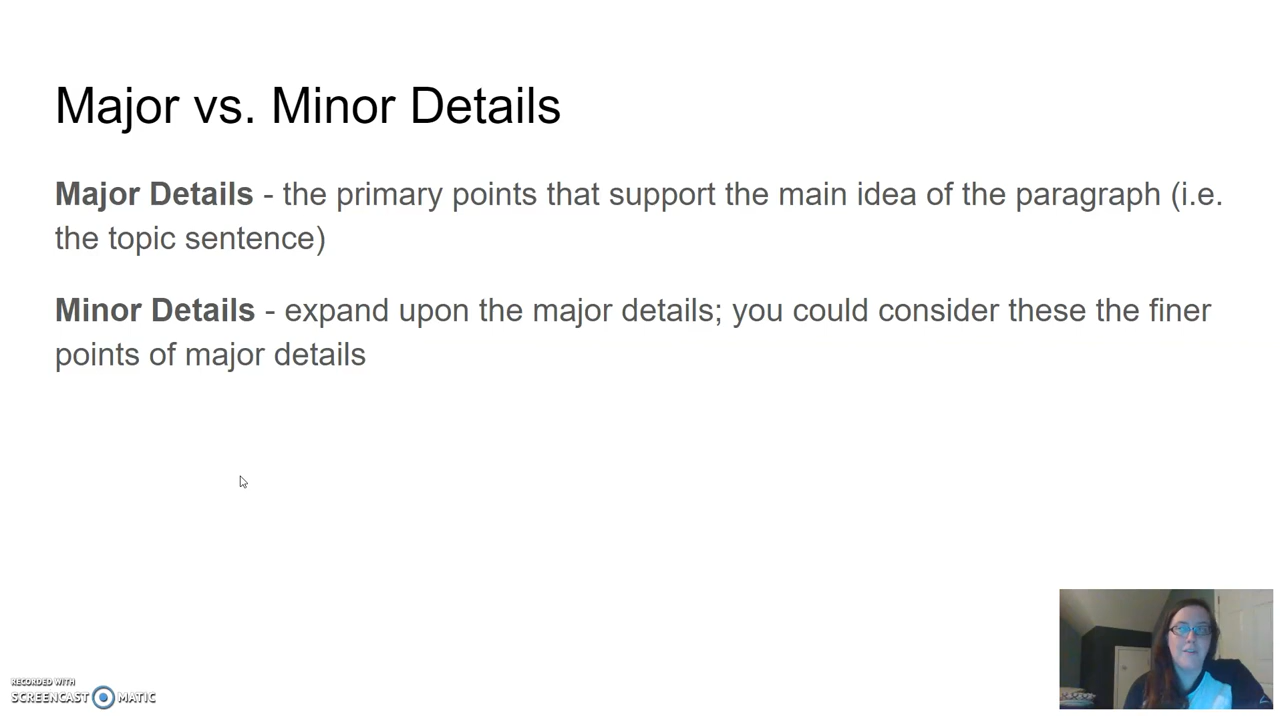 Major vs. Minor Details
Major Details - the primary points that support the main idea of the paragraph (i.e.
the topic sentence)
Minor Details - expand upon the major details; you could consider these the finer
points of major details
RECORDED WITH
SCREENCAST MATIC